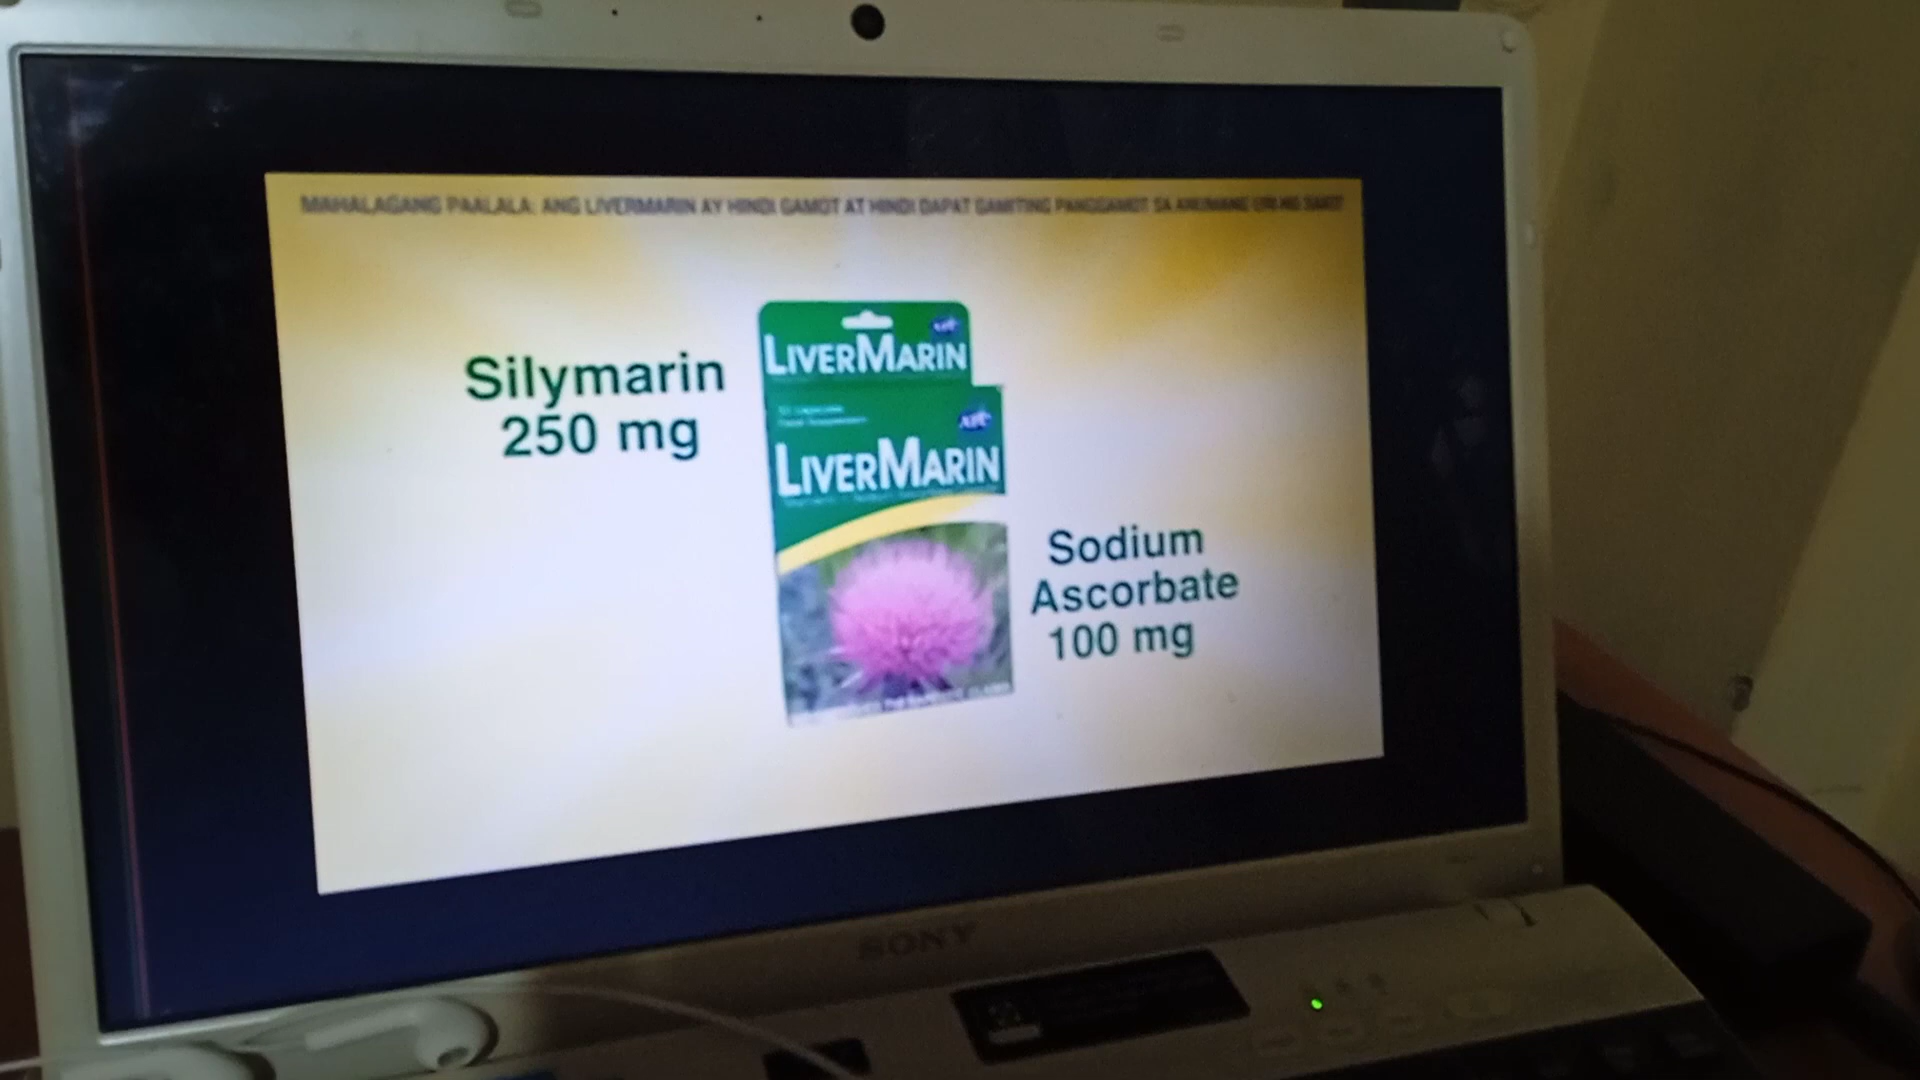 MAHALAGANG PAALALA: ANG LIVERMARIN AY HINDI GAMOT AT HINDI DAPAT GAMITING PANGGAMOT SA ANUMANG URI NG SAKIT
LIVERMARIN
Silymarin
250 mg
LIVERMARIN
Sodium
Ascorbate
100 mg
SONY